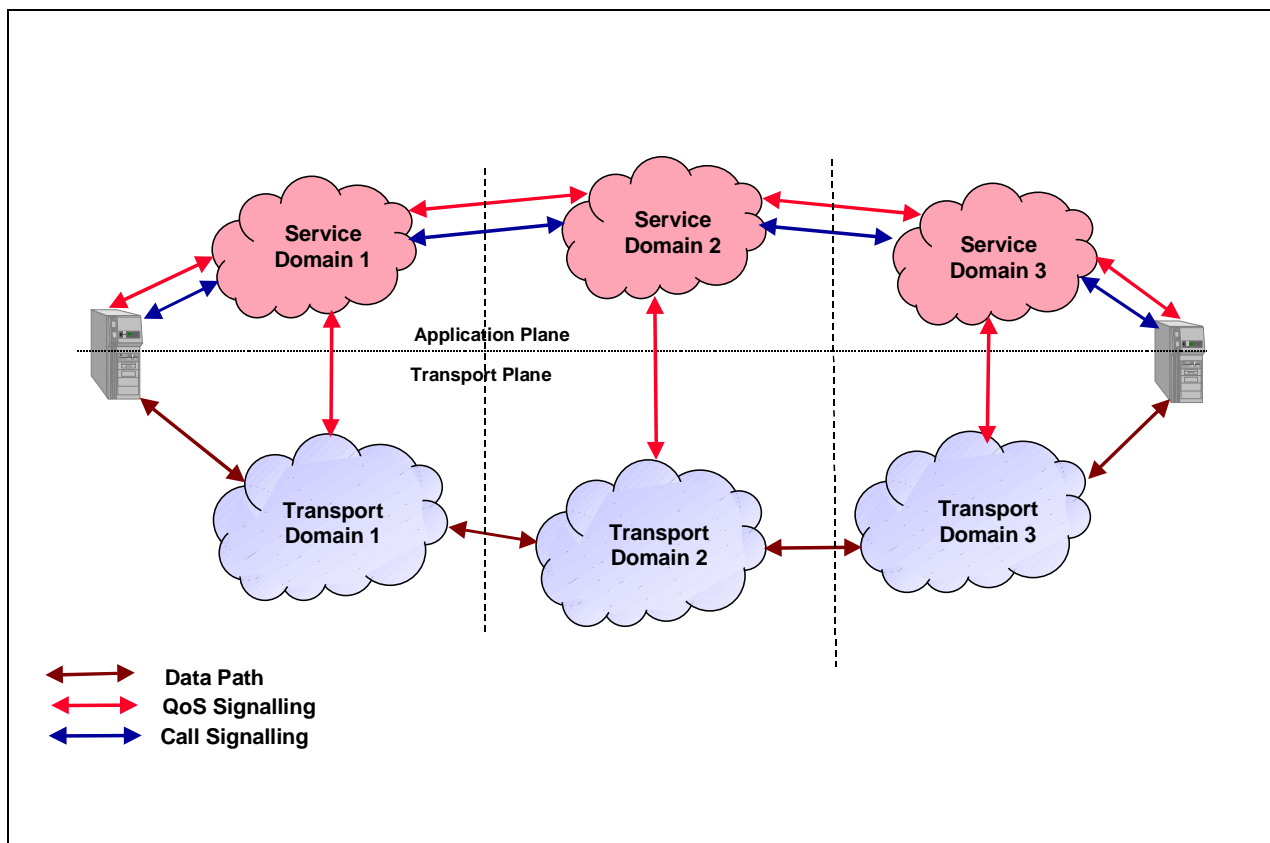 Service
Domain 1
Service
Domain 2
Service
Domain 3
Application Plane
Transport Plane
Transport
Domain 1
Transport
Domain 2
Transport
Domain 3
Data Path
QoS Signalling
Call Signalling